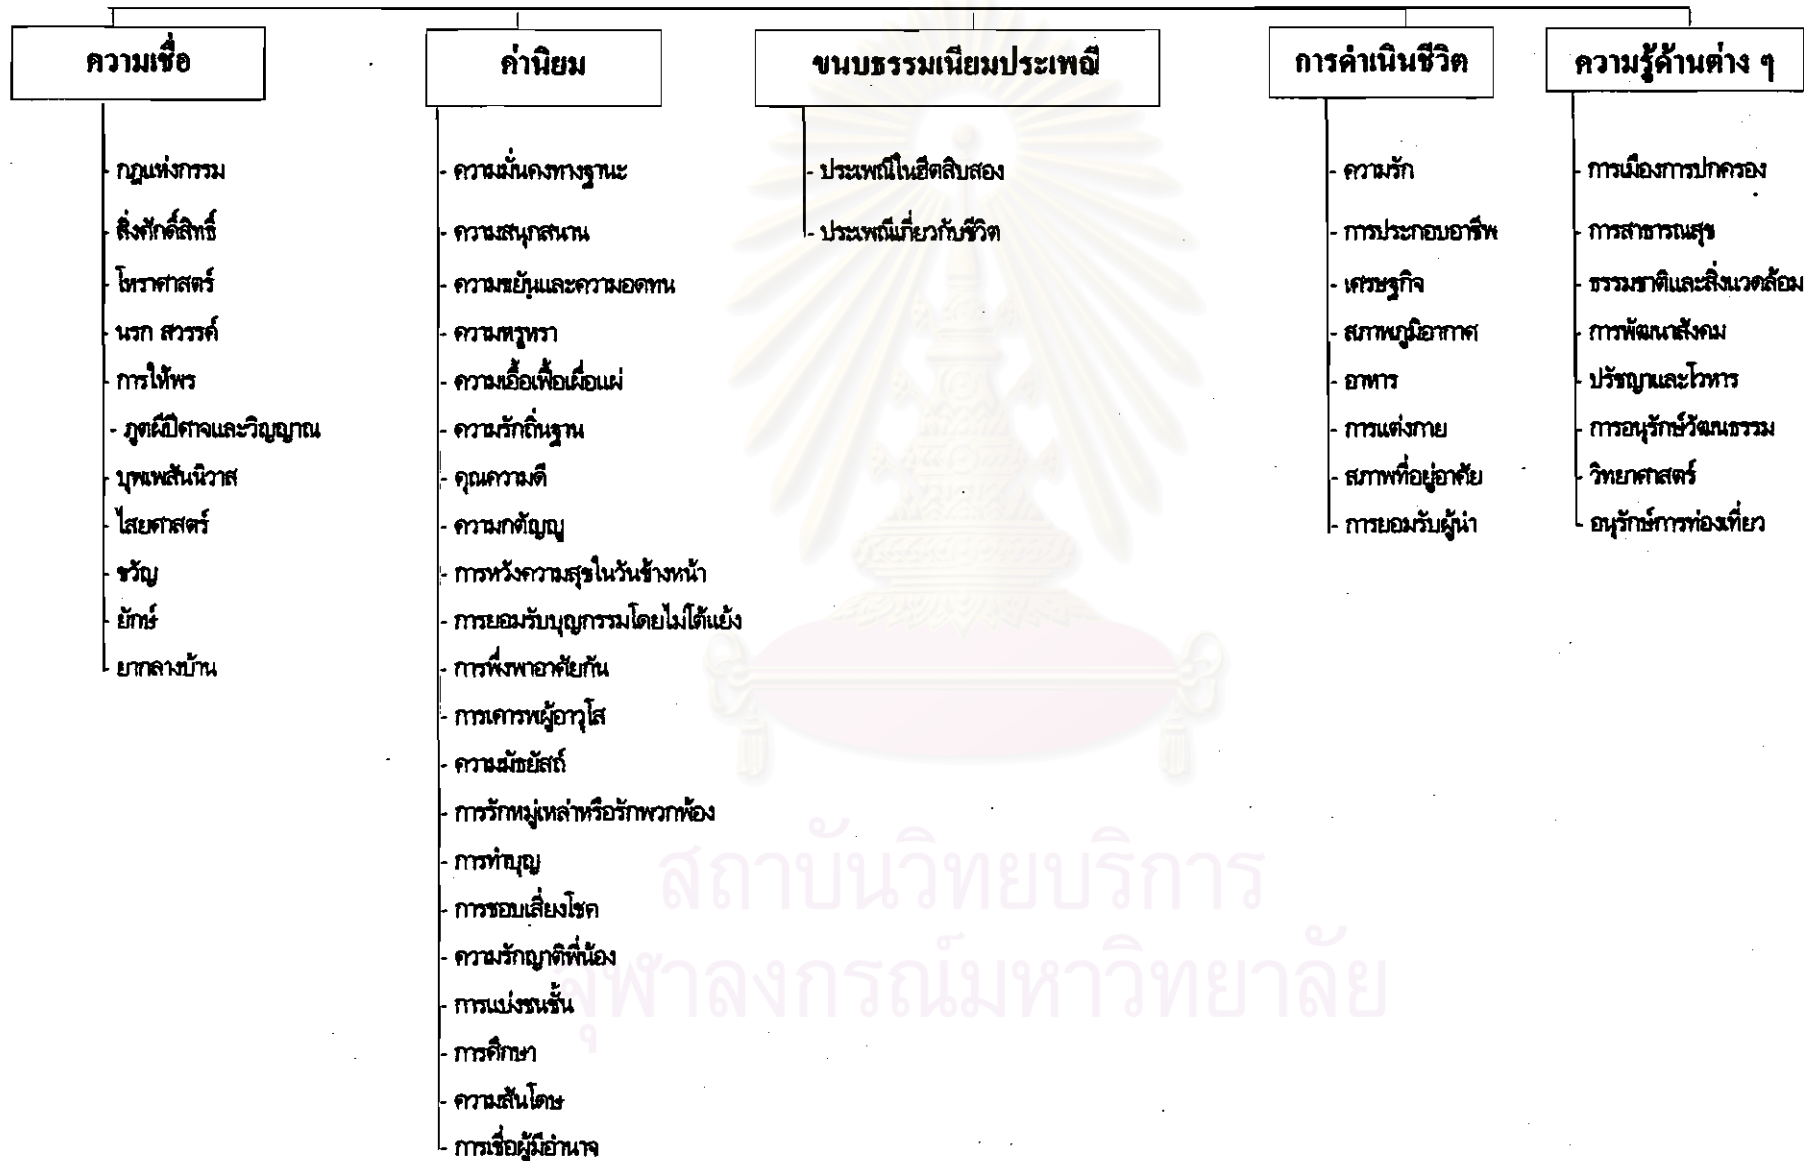 ความเชื่อ
- กฎแห่งกรรม
- สิ่งศักดิ์สิทธิ์
- โหราศาสตร์
- นรก สวรรค์
- การให้พร
- ภูตผีปีศาจและวิญญาณ
- บุพเพสันนิวาส
- ไสยศาสตร์
- ขวัญ
- ยักษ์
- ยากลางบ้าน
ค่านิยม
- ความมั่นคงทางฐานะ
- ความสนุกสนาน
- ความขยันและความอดทน
- ความหรูหรา
- ความเอื้อเฟื้อเผื่อแผ่
- ความรักถิ่นฐาน
- คุณความดี
- ความกตัญญู
- การหวังความสุขในวันข้างหน้า
- การยอมรับบุญกรรมโดยไม่โต้แย้ง
- การพึ่งพาอาศัยกัน
- การเคารพผู้อาวุโส
- ความมัธยัสถ์
- การรักหมู่เหล่าหรือรักพวกพ้อง
- การทำบุญ
- การชอบเสี่ยงโชค
- ความรักญาติพี่น้อง
- การแบ่งชนชั้น
- การศึกษา
- ความสันโดษ
- การเชื่อผู้มีอำนาจ
ขนบธรรมเนียมประเพณี
- ประเพณีในฮีตสิบสอง
- ประเพณีเกี่ยวกับชีวิต
การดำเนินชีวิต
- ความรัก
- การประกอบอาชีพ
- เศรษฐกิจ
- สภาพภูมิอากาศ
- อาหาร
- การแต่งกาย
- สภาพที่อยู่อาศัย
- การยอมรับผู้นำ
ความรู้ด้านต่าง ๆ
- การเมืองการปกครอง
- การสาธารณสุข
- ธรรมชาติและสิ่งแวดล้อม
- การพัฒนาสังคม
- ปรัชญาและโวหาร
- การอนุรักษ์วัฒนธรรม
- วิทยาศาสตร์
- อนุรักษ์การท่องเที่ยว
สถาบันวิทยบริการ
จุฬาลงกรณ์มหาวิทยาลัย